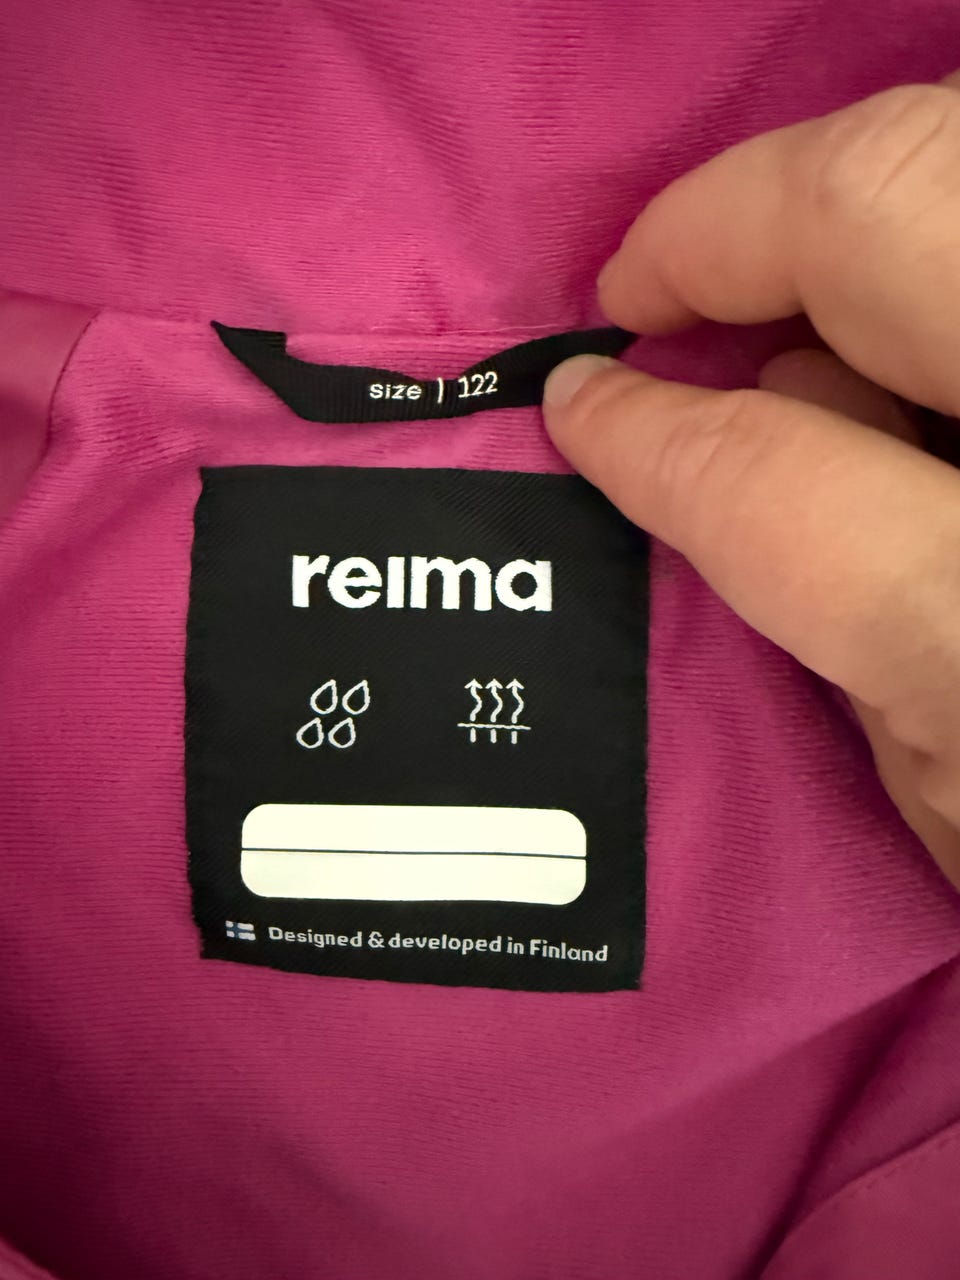 size | 122
reima
Designed & developed in Finland